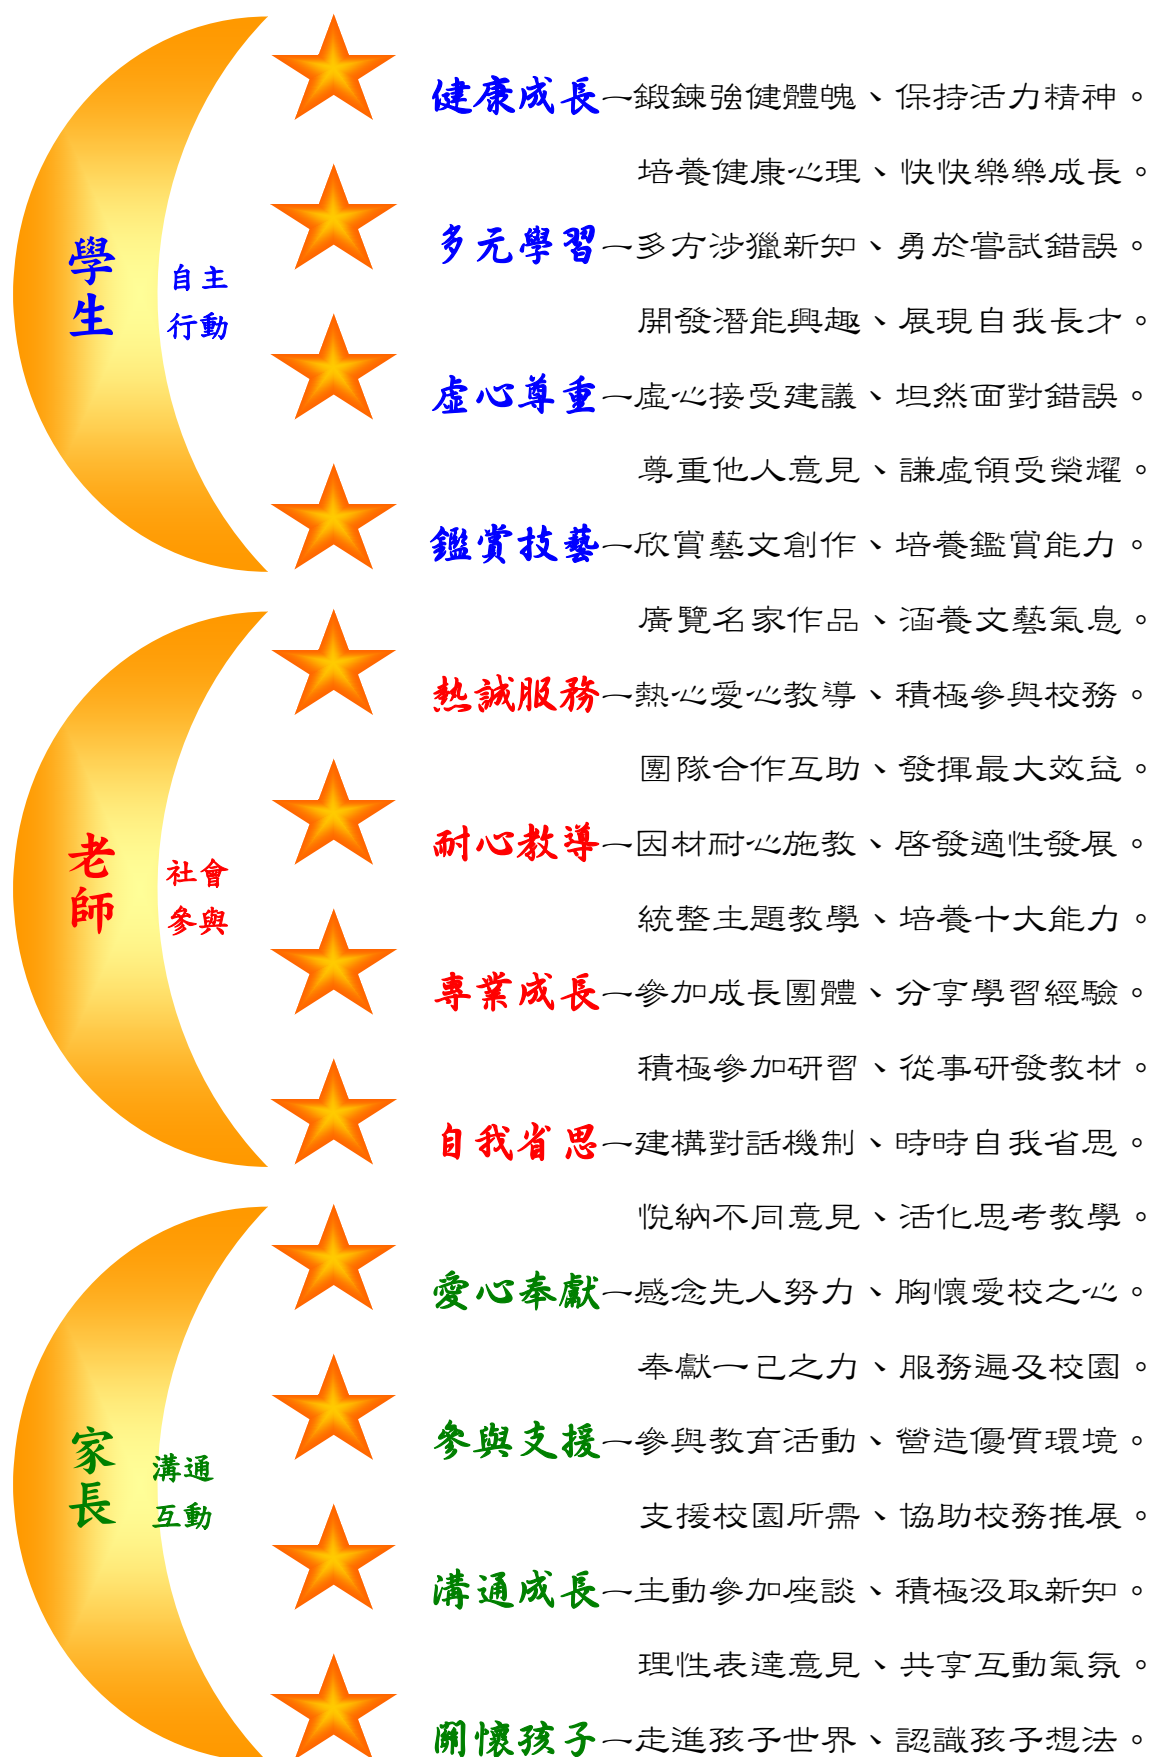 學生
自主
行動
健康成長—鍛鍊強健體魄、保持活力精神。
培養健康心理、快快樂樂成長。
多元學習—多方涉獵新知、勇於嘗試錯誤。
開發潛能興趣、展現自我長才。
虛心尊重—虛心接受建議、坦然面對錯誤。
尊重他人意見、謙虛領受榮耀。
鑑賞技藝—欣賞藝文創作、培養鑑賞能力。
廣覽名家作品、涵養文藝氣息。
老師
社會
參與
熱誠服務—熱心愛心教導、積極參與校務。
團隊合作互助、發揮最大效益。
耐心教導—因材耐心施教、啟發適性發展。
統整主題教學、培養十大能力。
專業成長—參加成長團體、分享學習經驗。
積極參加研習、從事研發教材。
自我省思—建構對話機制、時時自我省思。
悅納不同意見、活化思考教學。
家長
溝通
互動
愛心奉獻—感念先人努力、胸懷愛校之心。
奉獻一己之力、服務遍及校園。
參與支援—參與教育活動、營造優質環境。
支援校園所需、協助校務推展。
溝通成長—主動參加座談、積極汲取新知。
理性表達意見、共享互動氣氛。
關懷孩子—走進孩子世界、認識孩子想法。